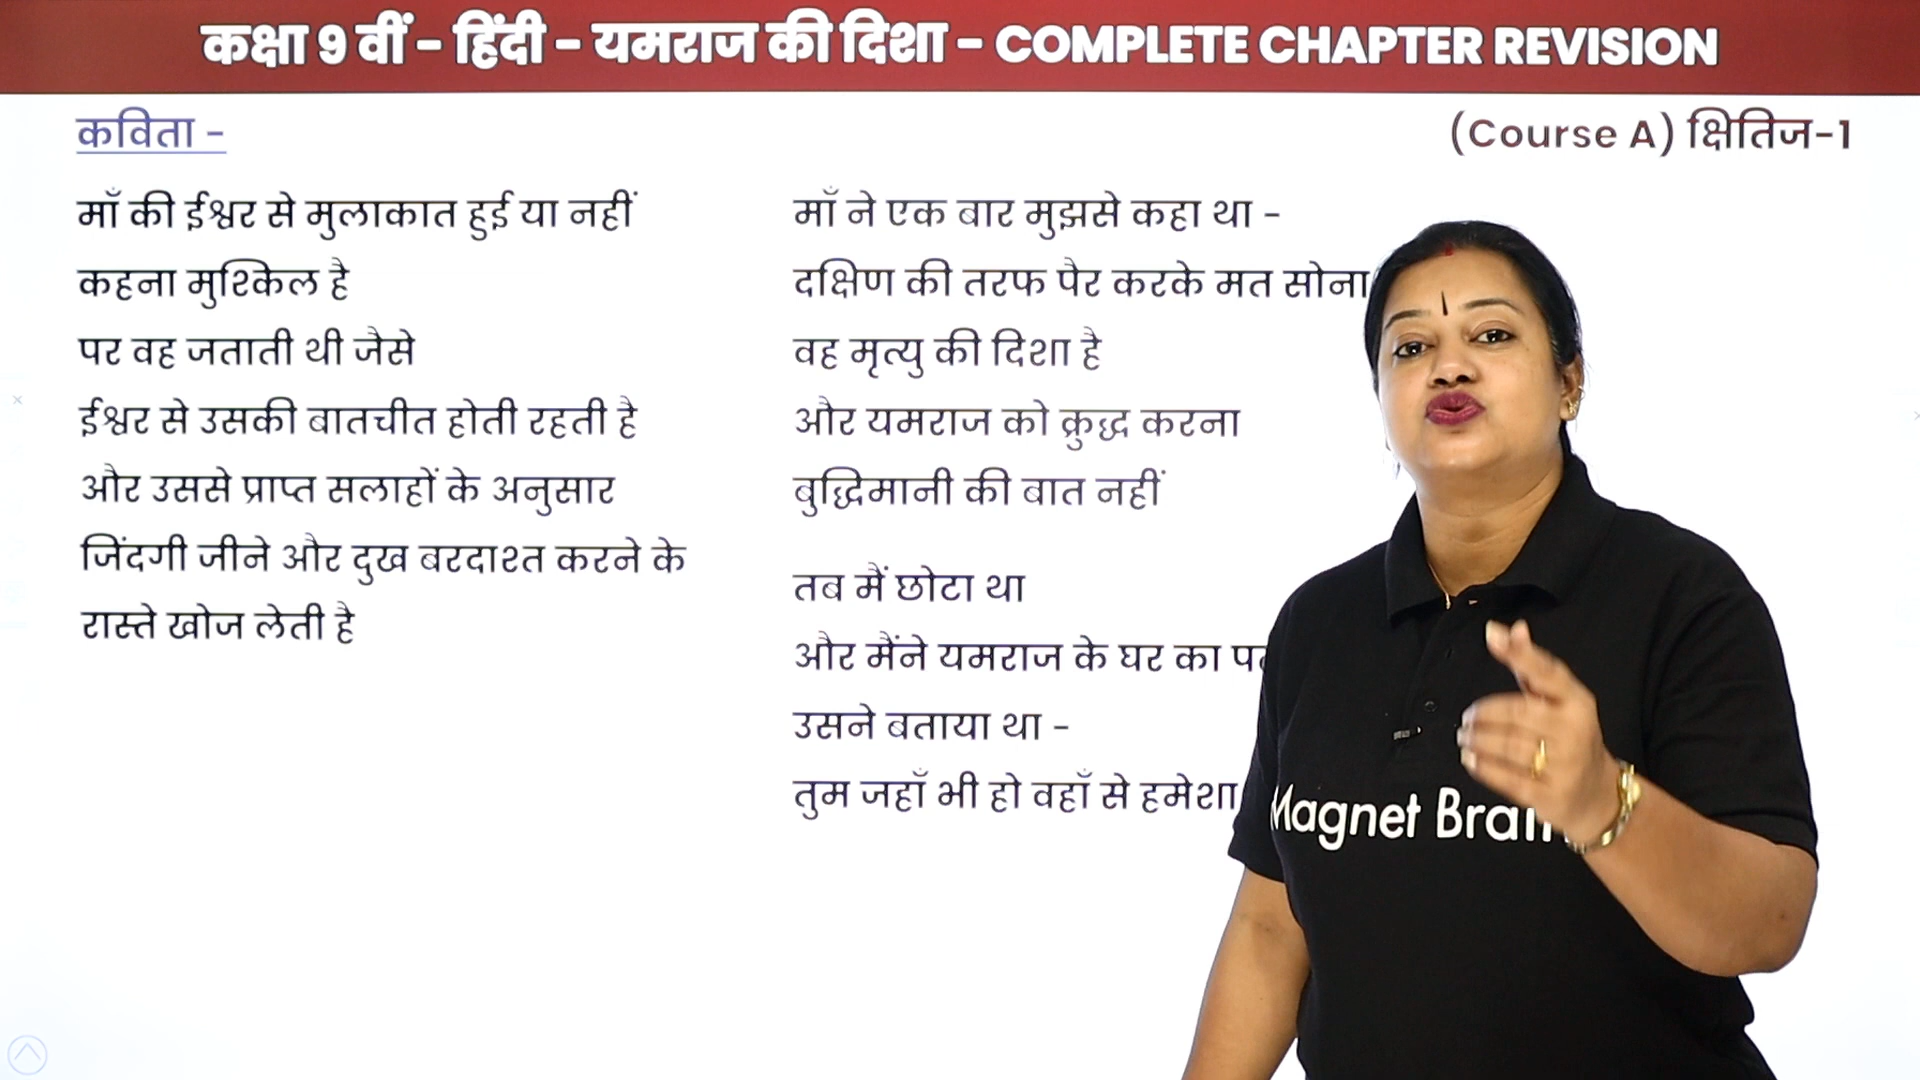 कक्षा 9 वीं - हिंदी - यमराज की दिशा - COMPLETE CHAPTER REVISION
कविता -
(Course A) क्षितिज-1
माँ की ईश्वर से मुलाकात हुई या नहीं
कहना मुश्किल है
पर वह जताती थी जैसे
ईश्वर से उसकी बातचीत होती रहती है
और उससे प्राप्त सलाहों के अनुसार
जिंदगी जीने और दुख बरदाश्त करने के
रास्ते खोज लेती है
माँ ने एक बार मुझसे कहा था -
दक्षिण की तरफ पैर करके मत सोना
वह मृत्यु की दिशा है
और यमराज को क्रुद्ध करना
बुद्धिमानी की बात नहीं
तब मैं छोटा था
और मैंने यमराज के घर का
उसने बताया था -
तुम जहाँ भी हो वहाँ से हमेशा
Magnet